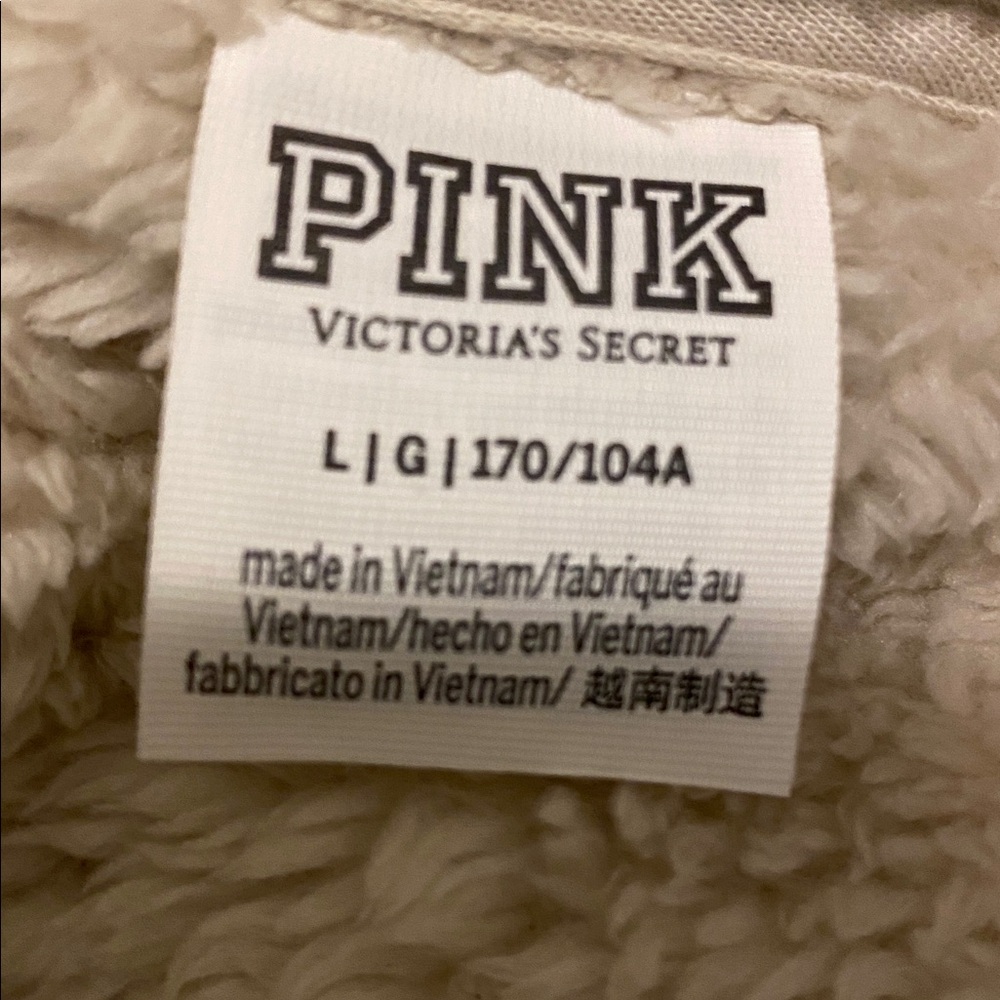 PINK
VICTORIA'S SECRET
L | G | 170/104A
made in Vietnam/fabriqué au
Vietnam/hecho en Vietnam/
fabbricato in Vietnam/ 越南制造